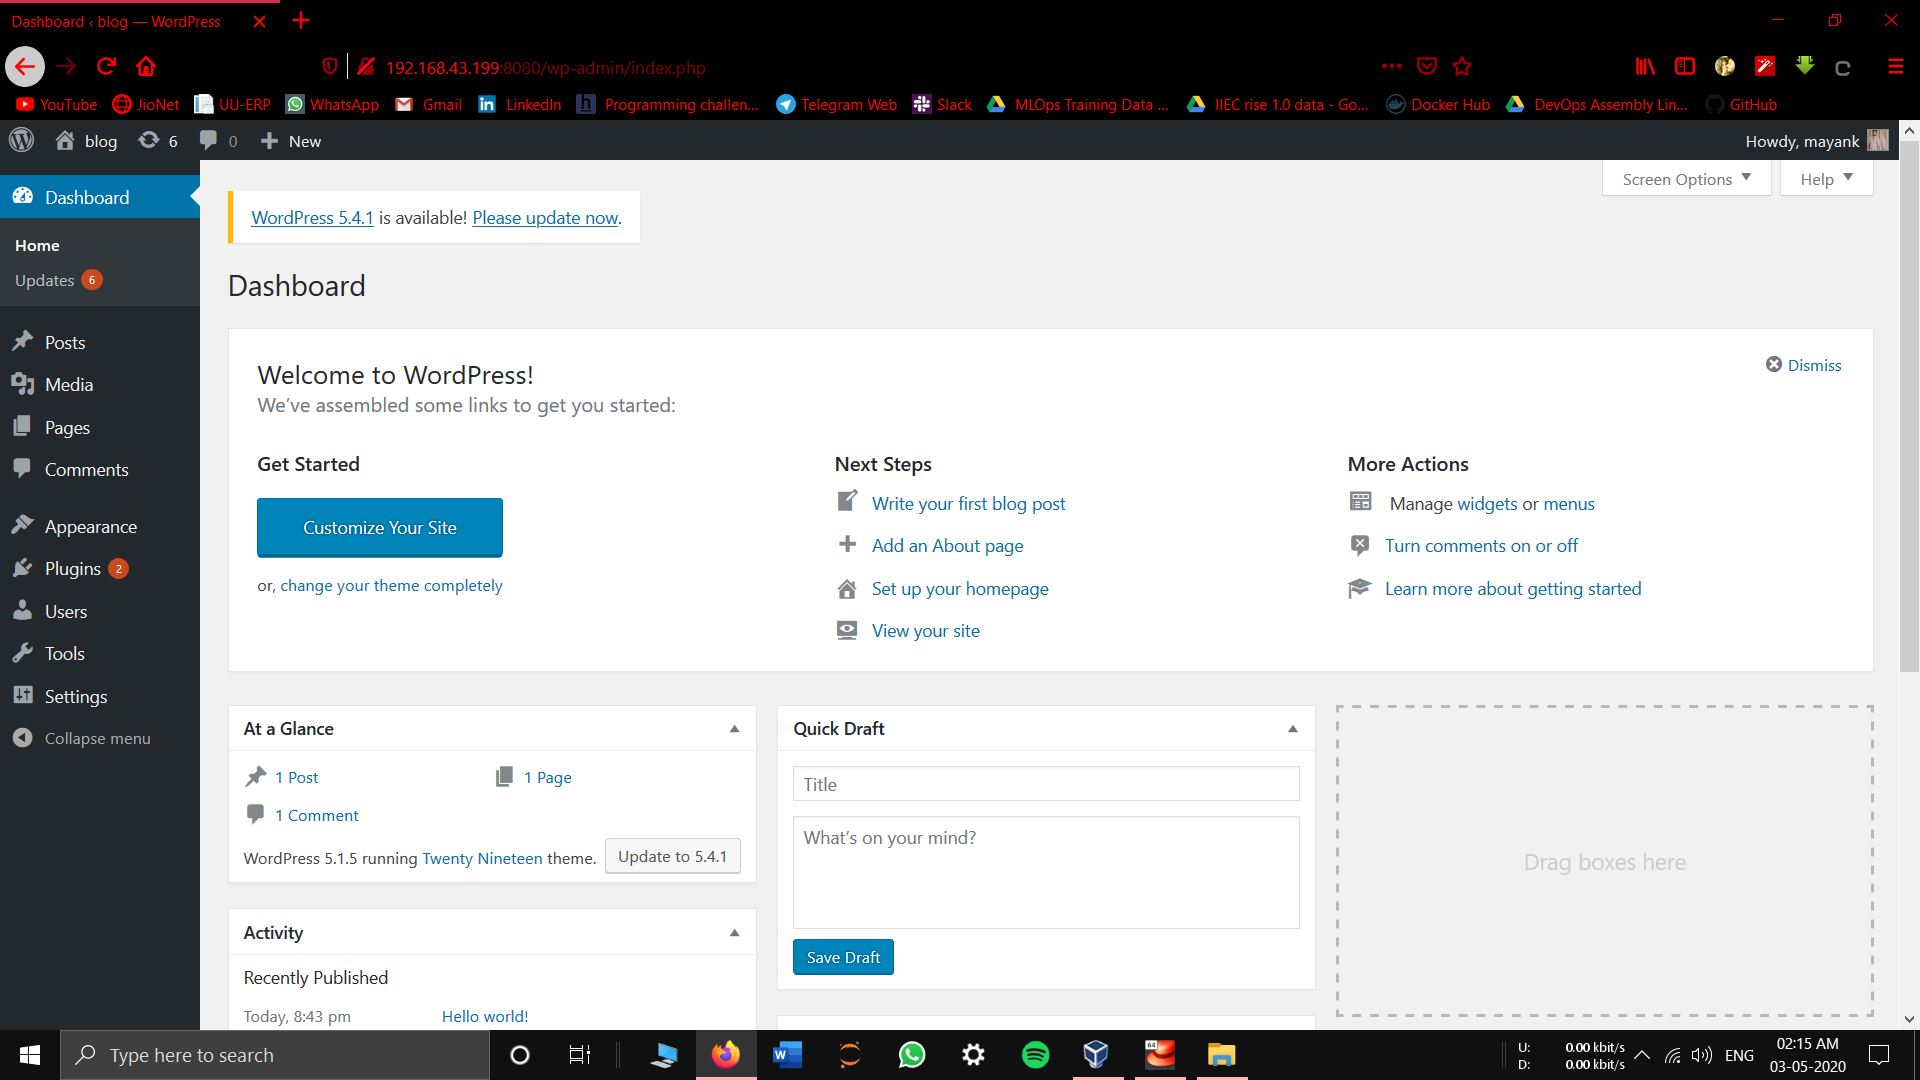 Dashboard ‹ blog — WordPress
192.168.43.199:8080/wp-admin/index.php
YouTube JioNet UU-ERP WhatsApp Gmail LinkedIn Programming challen... Telegram Web Slack MLOps Training Data ... IIEC rise 1.0 data - Go... Docker Hub DevOps Assembly Lin... GitHub
blog 6 0 New Howdy, mayank
Screen Options Help
Dashboard
Home
Updates 6
Posts
Media
Pages
Comments
Appearance
Plugins 2
Users
Tools
Settings
Collapse menu
WordPress 5.4.1 is available! Please update now.
Dashboard
Welcome to WordPress!
We’ve assembled some links to get you started:
Dismiss
Get Started
Customize Your Site
or, change your theme completely
Next Steps
Write your first blog post
Add an About page
Set up your homepage
View your site
More Actions
Manage widgets or menus
Turn comments on or off
Learn more about getting started
At a Glance
1 Post 1 Page
1 Comment
WordPress 5.1.5 running Twenty Nineteen theme. Update to 5.4.1
Activity
Recently Published
Today, 8:43 pm Hello world!
Quick Draft
Title
What’s on your mind?
Save Draft
Drag boxes here
Type here to search
64
U: 0.00 kbit/s
D: 0.00 kbit/s
ENG
02:15 AM
03-05-2020